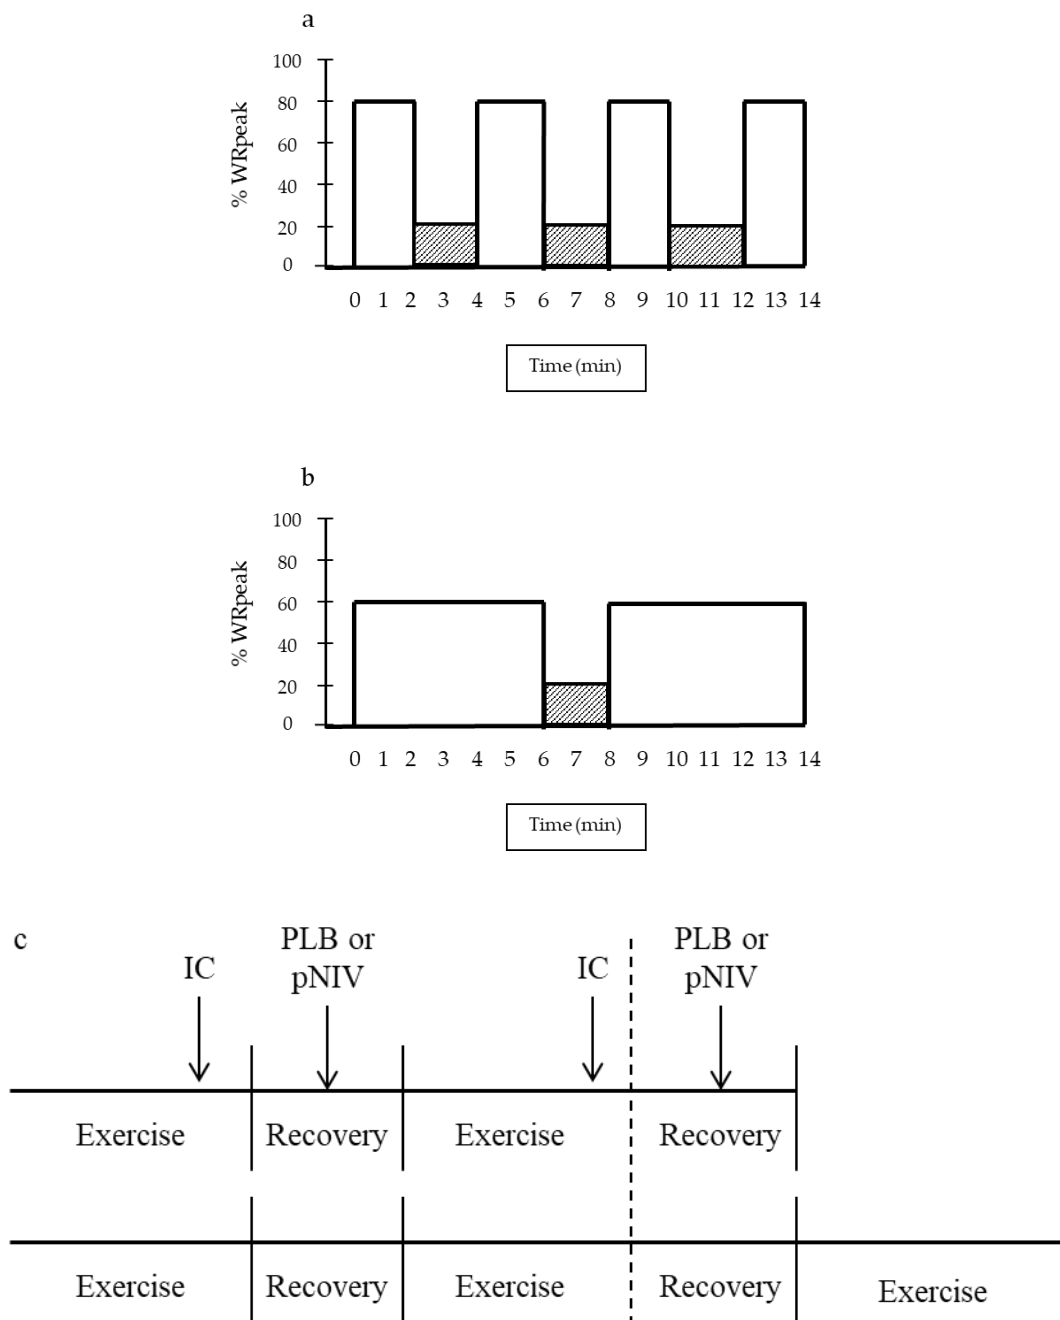 a
100
80
60
40
20
0
% WRpeak
0 1 2 3 4 5 6 7 8 9 10 11 12 13 14
Time (min)
b
100
80
60
40
20
0
% WRpeak
0 1 2 3 4 5 6 7 8 9 10 11 12 13 14
Time (min)
c
IC
PLB or
pNIV
IC
PLB or
pNIV
Exercise Recovery Exercise Recovery
Exercise Recovery Exercise Recovery Exercise